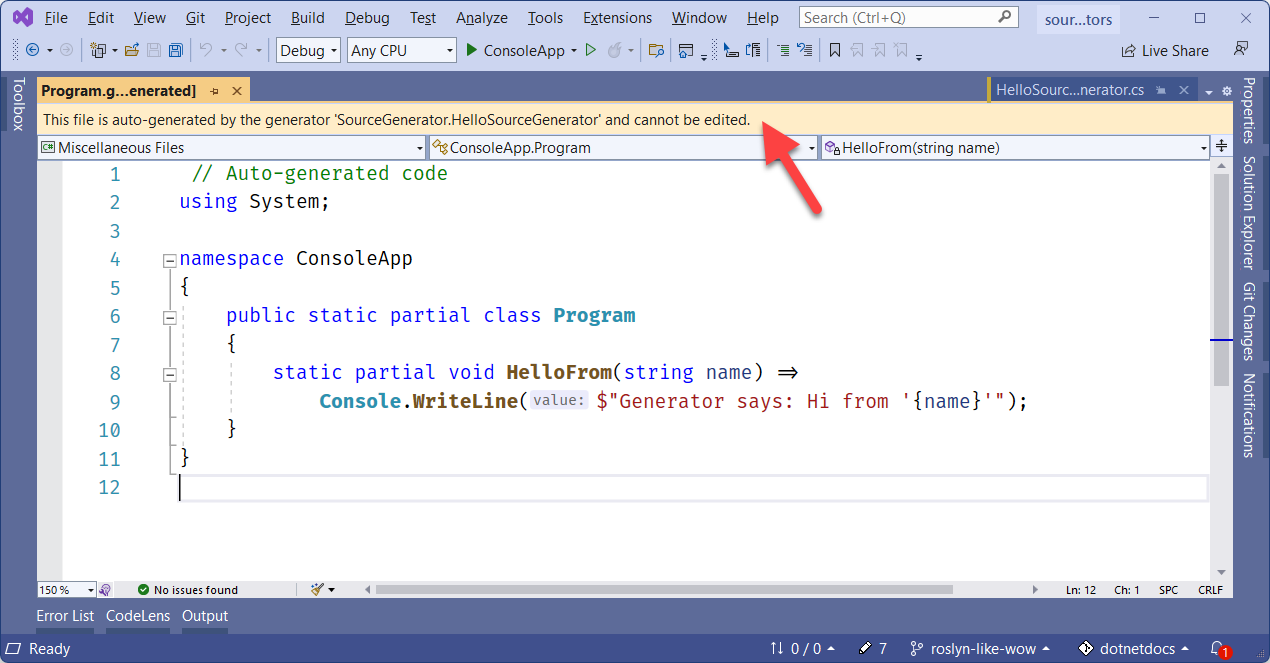 File Edit View Git Project Build Debug Test Analyze Tools Extensions Window Help Search (Ctrl+Q) sour...tors
Debug Any CPU ConsoleApp Live Share
Toolbox
Program.g...enerated] HelloSourc...nerator.cs
This file is auto-generated by the generator 'SourceGenerator.HelloSourceGenerator' and cannot be edited.
C# Miscellaneous Files ConsoleApp.Program HelloFrom(string name)
1 // Auto-generated code
2 using System;
3
4 namespace ConsoleApp
5 {
6 public static partial class Program
7 {
8 static partial void HelloFrom(string name) =>
9 Console.WriteLine(value: $"Generator says: Hi from '{name}'");
10 }
11 }
12
Properties
Solution Explorer
Git Changes
Notifications
150 % No issues found Ln: 12 Ch: 1 SPC CRLF
Error List CodeLens Output
Ready 0 / 0 7 roslyn-like-wow dotnetdocs 1